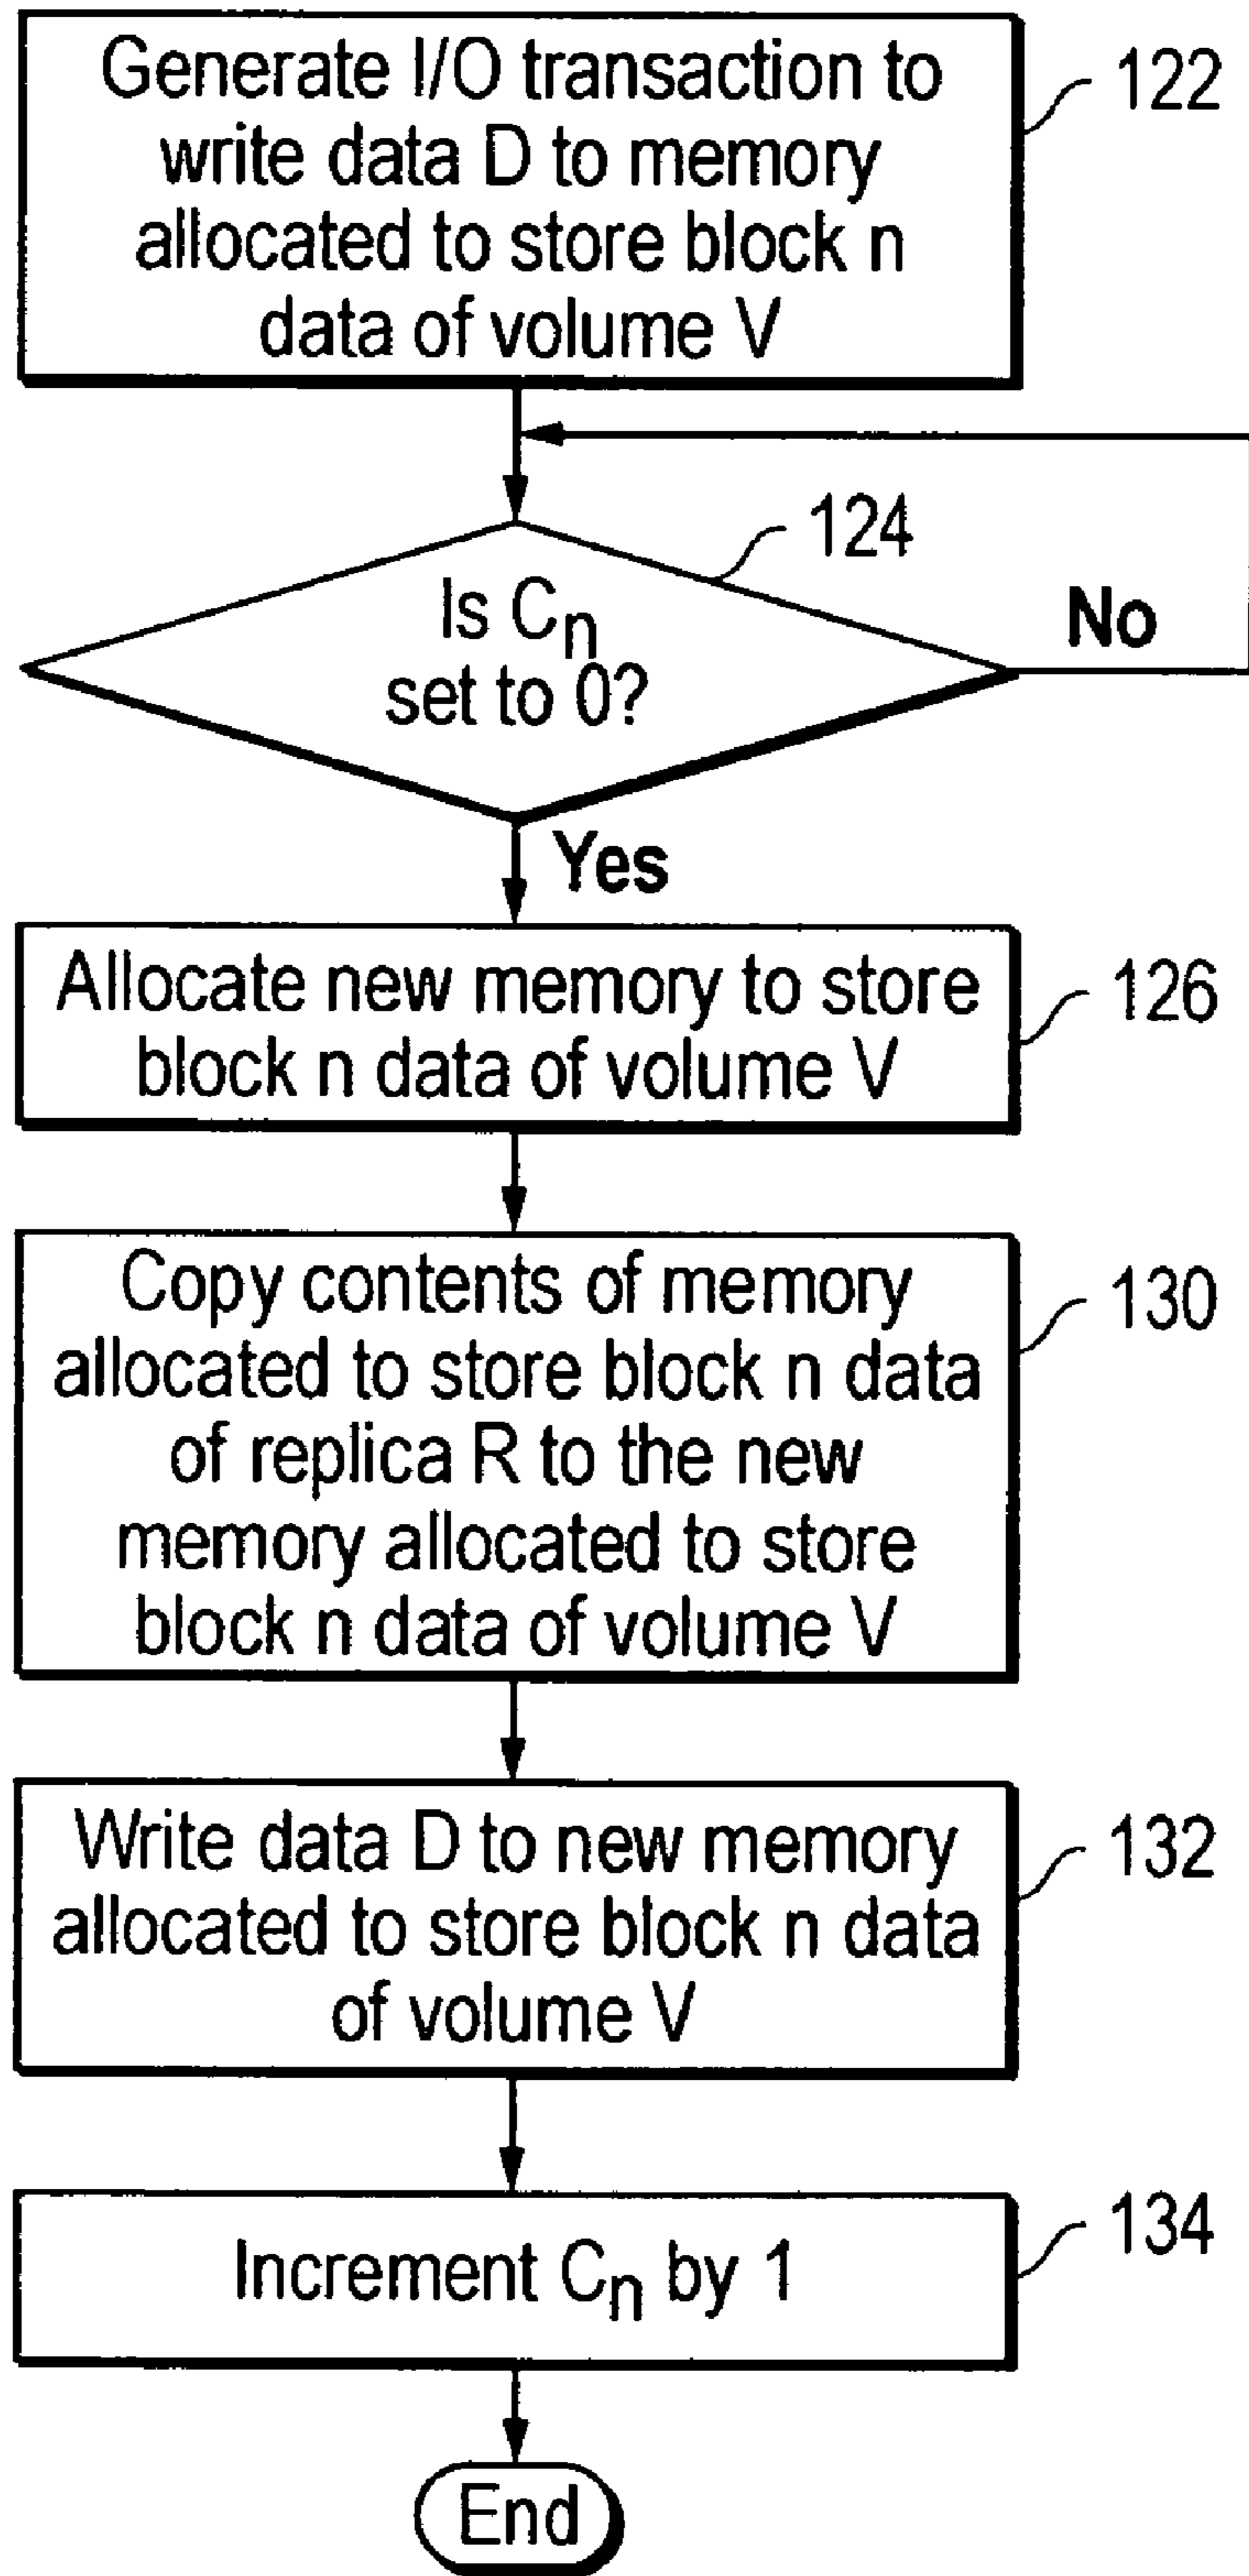 Generate I/O transaction to
write data D to memory
allocated to store block n
data of volume V
122
124
Is Cn
set to 0?
No
Yes
Allocate new memory to store
block n data of volume V
126
Copy contents of memory
allocated to store block n data
of replica R to the new
memory allocated to store
block n data of volume V
130
Write data D to new memory
allocated to store block n data
of volume V
132
Increment Cn by 1
134
End